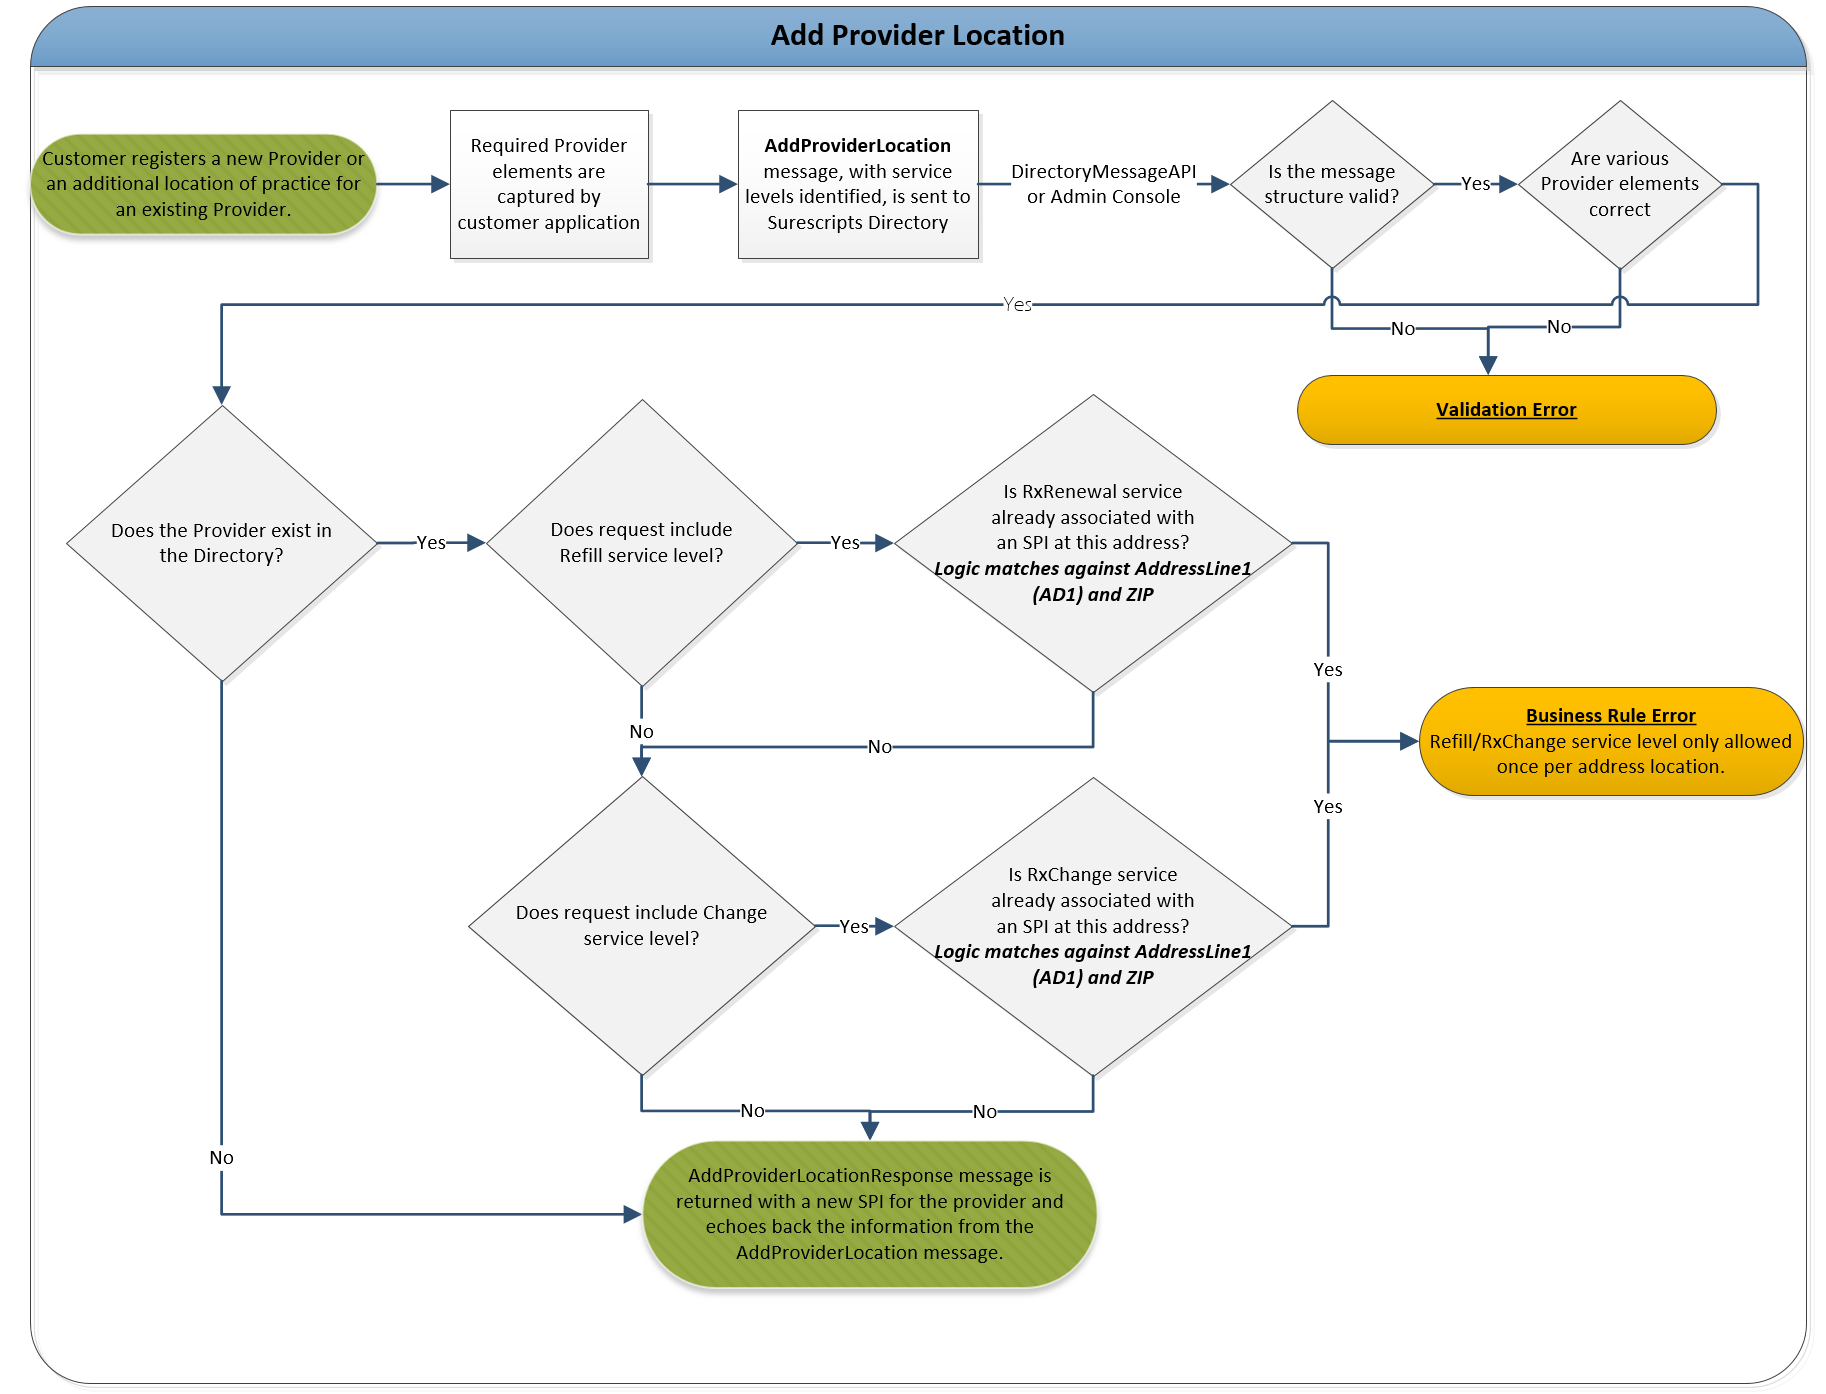 Add Provider Location
Customer registers a new Provider or
an additional location of practice for
an existing Provider.
Required Provider
elements are
captured by
customer application
AddProviderLocation
message, with service
levels identified, is sent to
Surescripts Directory
DirectoryMessageAPI
or Admin Console
Is the message
structure valid?
Yes
Are various
Provider elements
correct
Yes
No
No
Validation Error
Does the Provider exist in
the Directory?
Yes
Does request include
Refill service level?
Yes
Is RxRenewal service
already associated with
an SPI at this address?
Logic matches against AddressLine1
(AD1) and ZIP
Yes
No
No
Business Rule Error
Refill/RxChange service level only allowed
once per address location.
Yes
Does request include Change
service level?
Yes
Is RxChange service
already associated with
an SPI at this address?
Logic matches against AddressLine1
(AD1) and ZIP
No
No
No
AddProviderLocationResponse message is
returned with a new SPI for the provider and
echoes back the information from the
AddProviderLocation message.